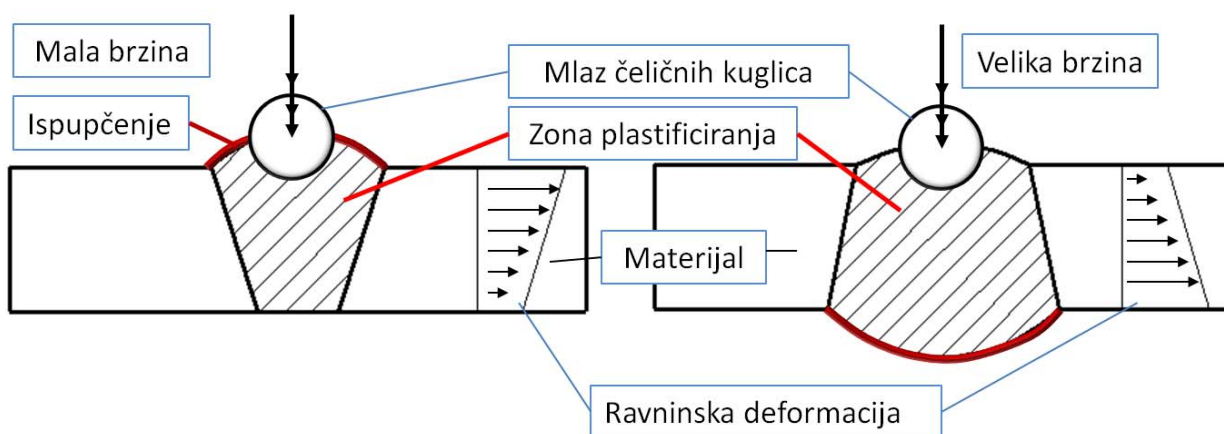 Mala brzina
Mlaz čeličnih kuglica
Velika brzina
Ispupčenje
Zona plastificiranja
Materijal
Ravninska deformacija